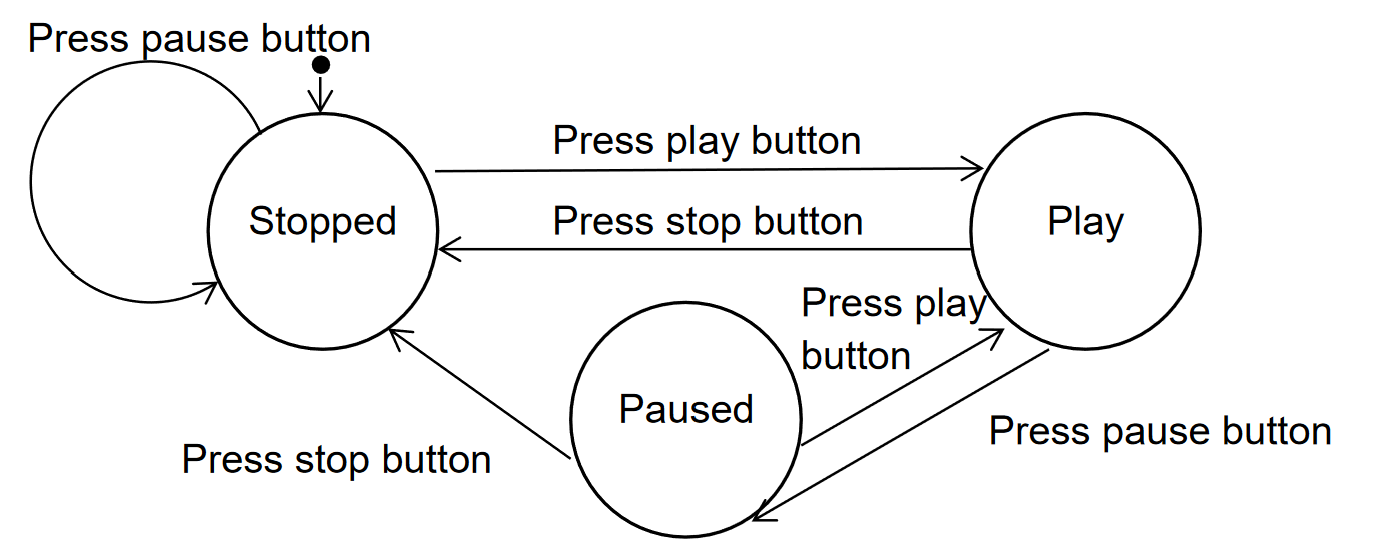 Press pause button
Press play button
Stopped
Press stop button
Play
Press play
button
Paused
Press pause button
Press stop button